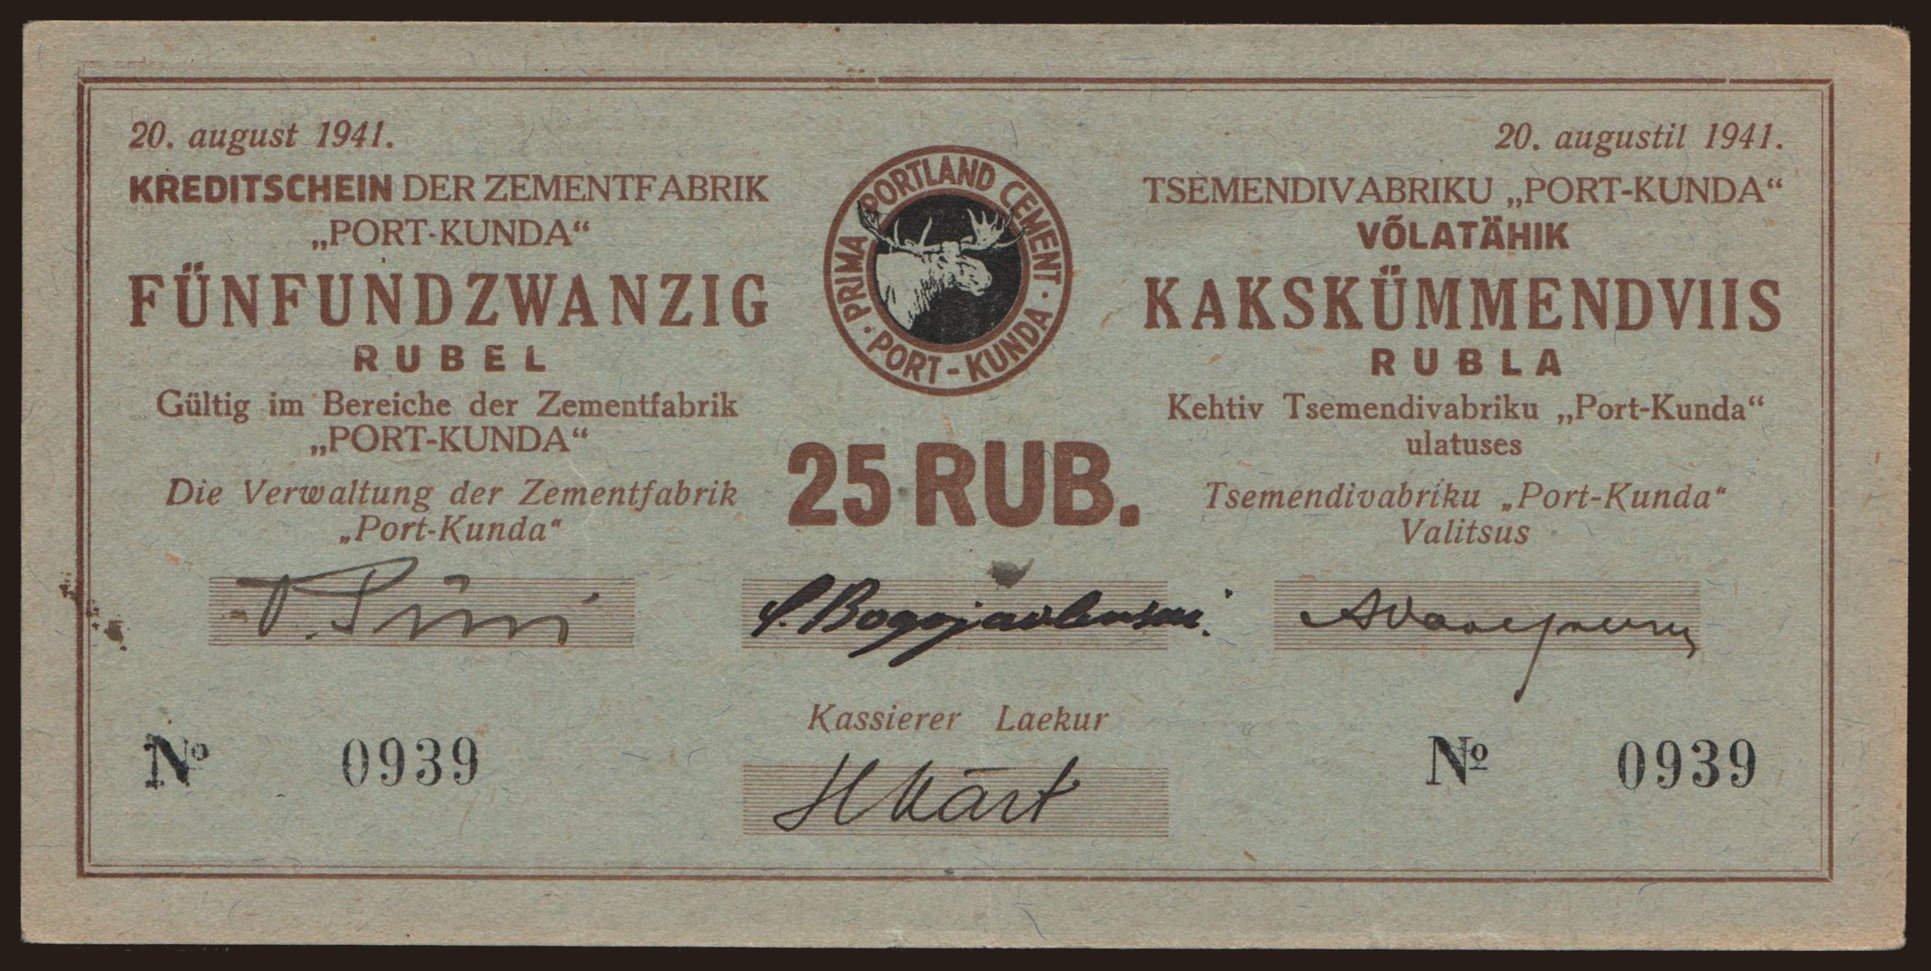 20. august 1941.
KREDITSCHEIN DER ZEMENTFABRIK
„PORT-KUNDA“
FÜNFUNDZWANZIG
RUBEL
Gültig im Bereiche der Zementfabrik
„PORT-KUNDA“
Die Verwaltung der Zementfabrik
„Port-Kunda“
PRIMA PORTLAND CEMENT · PORT-KUNDA ·
25 RUB.
20. augustil 1941.
TSEMENDIVABRIKU „PORT-KUNDA“
VÕLATÄHIK
KAKSKÜMMENDVIIS
RUBLA
Kehtiv Tsemendivabriku „Port-Kunda“
ulatuses
Tsemendivabriku „Port-Kunda“
Valitsus
Kassierer Laekur
H Märt
№ 0939
№ 0939